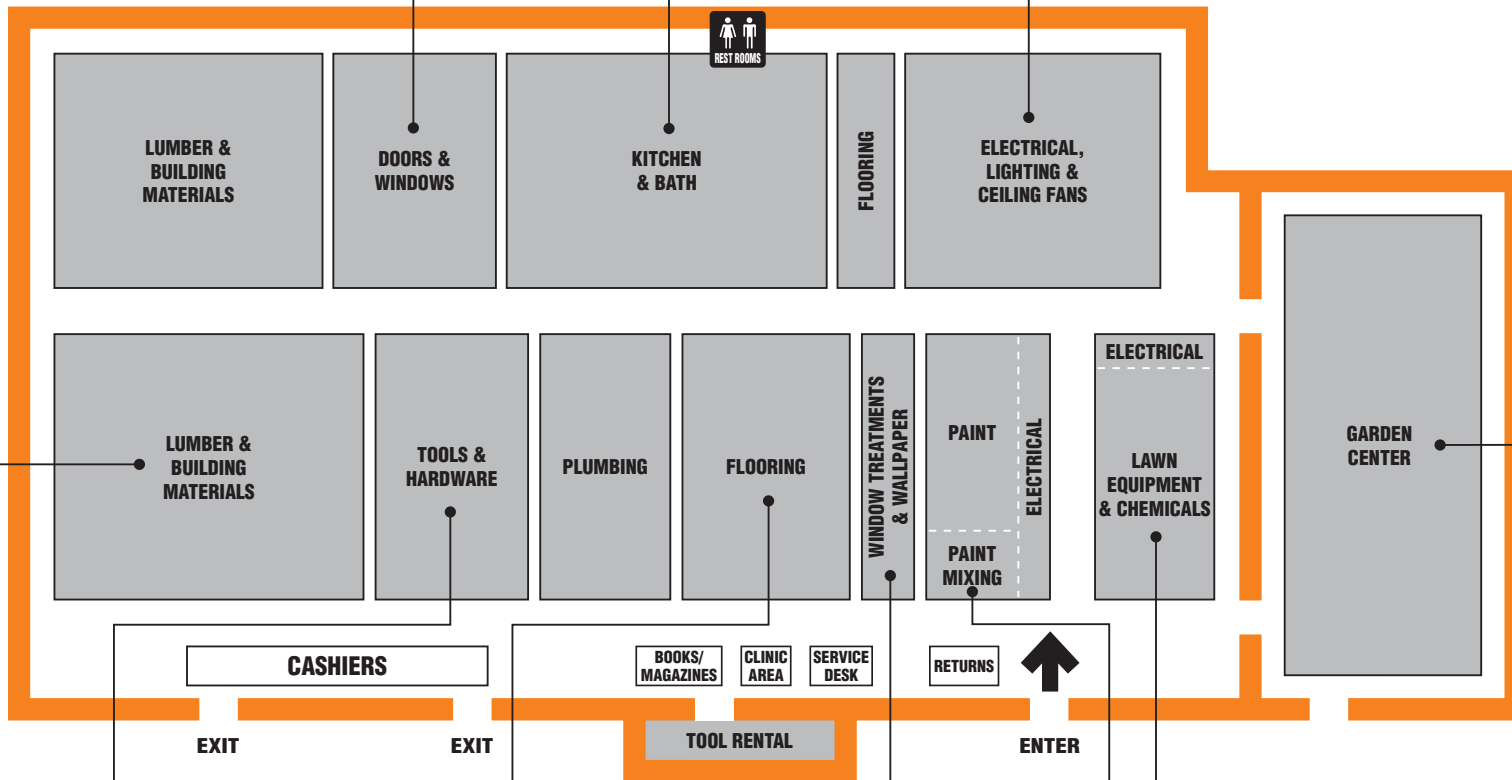 REST ROOMS
LUMBER &
BUILDING
MATERIALS
DOORS &
WINDOWS
KITCHEN
& BATH
FLOORING
ELECTRICAL,
LIGHTING &
CEILING FANS
LUMBER &
BUILDING
MATERIALS
TOOLS &
HARDWARE
PLUMBING
FLOORING
WINDOW TREATMENTS
& WALLPAPER
PAINT
PAINT
MIXING
ELECTRICAL
ELECTRICAL
LAWN
EQUIPMENT
& CHEMICALS
GARDEN
CENTER
CASHIERS
BOOKS/
MAGAZINES
CLINIC
AREA
SERVICE
DESK
RETURNS
EXIT
EXIT
TOOL RENTAL
ENTER